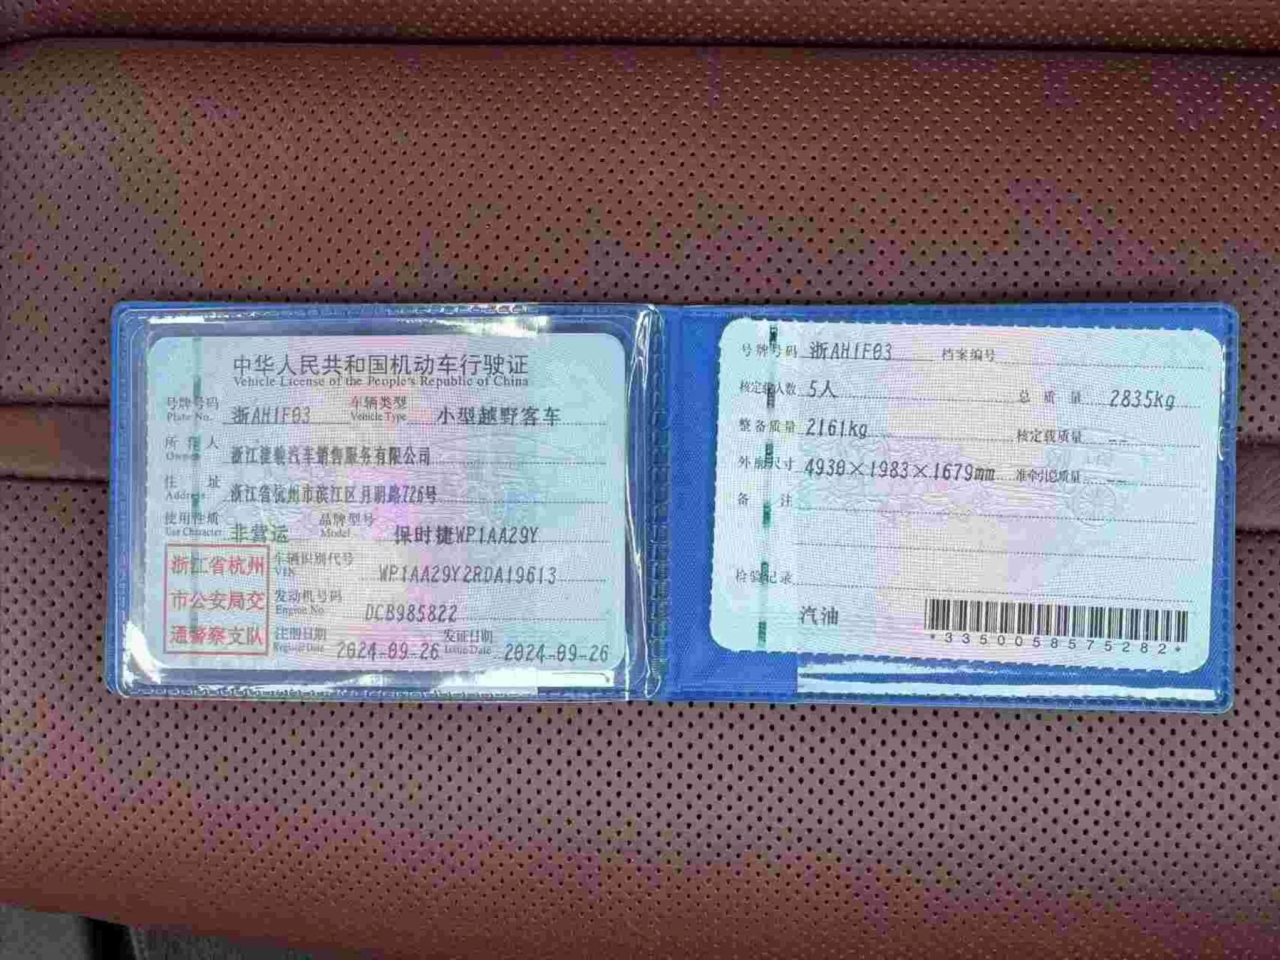 中华人民共和国机动车行驶证
Vehicle License of the People's Republic of China
号牌号码 浙AH1F03 车辆类型 小型越野客车
Plate No. Vehicle Type
所有人 浙江捷骏汽车销售服务有限公司
Owner
住址 浙江省杭州市滨江区月明路726号
Address
使用性质 非营运 品牌型号 保时捷WP1AA29Y
Use Character Model
浙江省杭州
市公安局交
通警察支队
车辆识别代号 WP1AA29Y2RDA19613
VIN
发动机号码 DCB985822
Engine No.
注册日期 2024-09-26 发证日期 2024-09-26
Register Date Issue Date
号牌号码 浙AH1F03 档案编号
核定载人数 5人 总质量 2835kg
整备质量 2161kg 核定载质量 --
外廓尺寸 4930×1983×1679mm 准牵引总质量 --
备注
检验记录
汽油
*3350058575282*